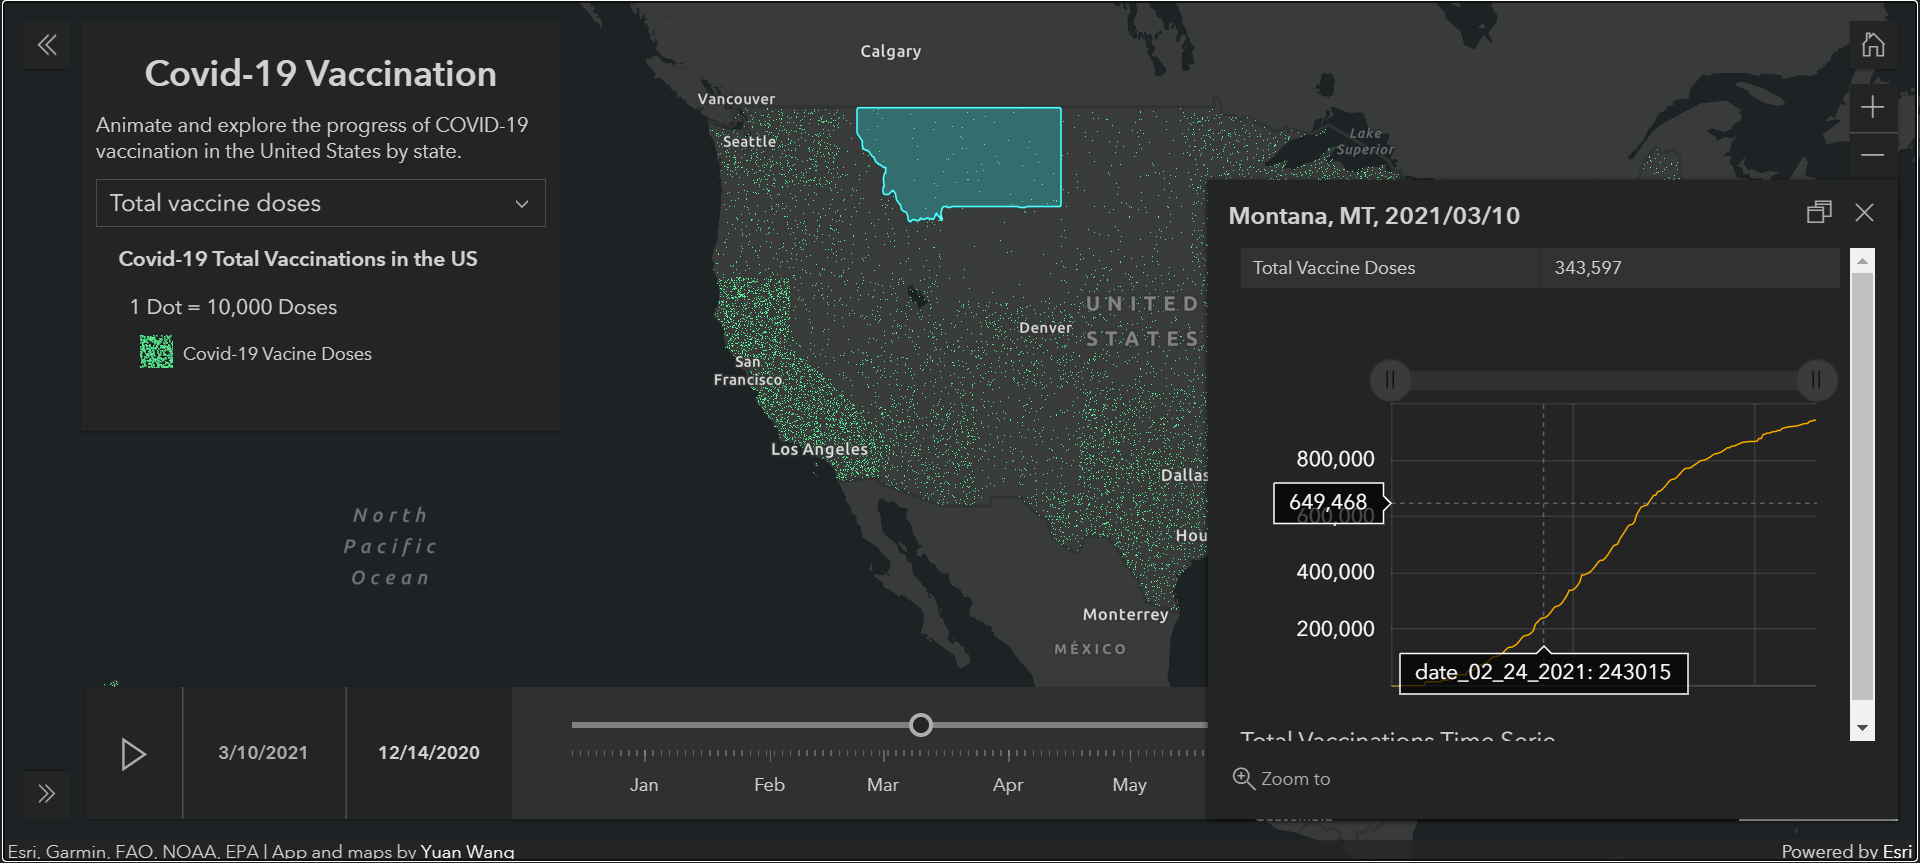 Covid-19 Vaccination
Animate and explore the progress of COVID-19
vaccination in the United States by state.
Total vaccine doses
Covid-19 Total Vaccinations in the US
1 Dot = 10,000 Doses
Covid-19 Vacine Doses
Calgary
Vancouver
Seattle
Lake
Superior
UNITED
STATES
Denver
San
Francisco
Los Angeles
Dallas
Hou
Monterrey
MÉXICO
North
Pacific
Ocean
Montana, MT, 2021/03/10
Total Vaccine Doses 343,597
800,000
649,468
600,000
400,000
200,000
date_02_24_2021: 243015
Total Vaccinations Time Serie
Zoom to
3/10/2021
12/14/2020
Jan Feb Mar Apr May
Guatemala
Esri, Garmin, FAO, NOAA, EPA | App and maps by Yuan Wang
Powered by Esri